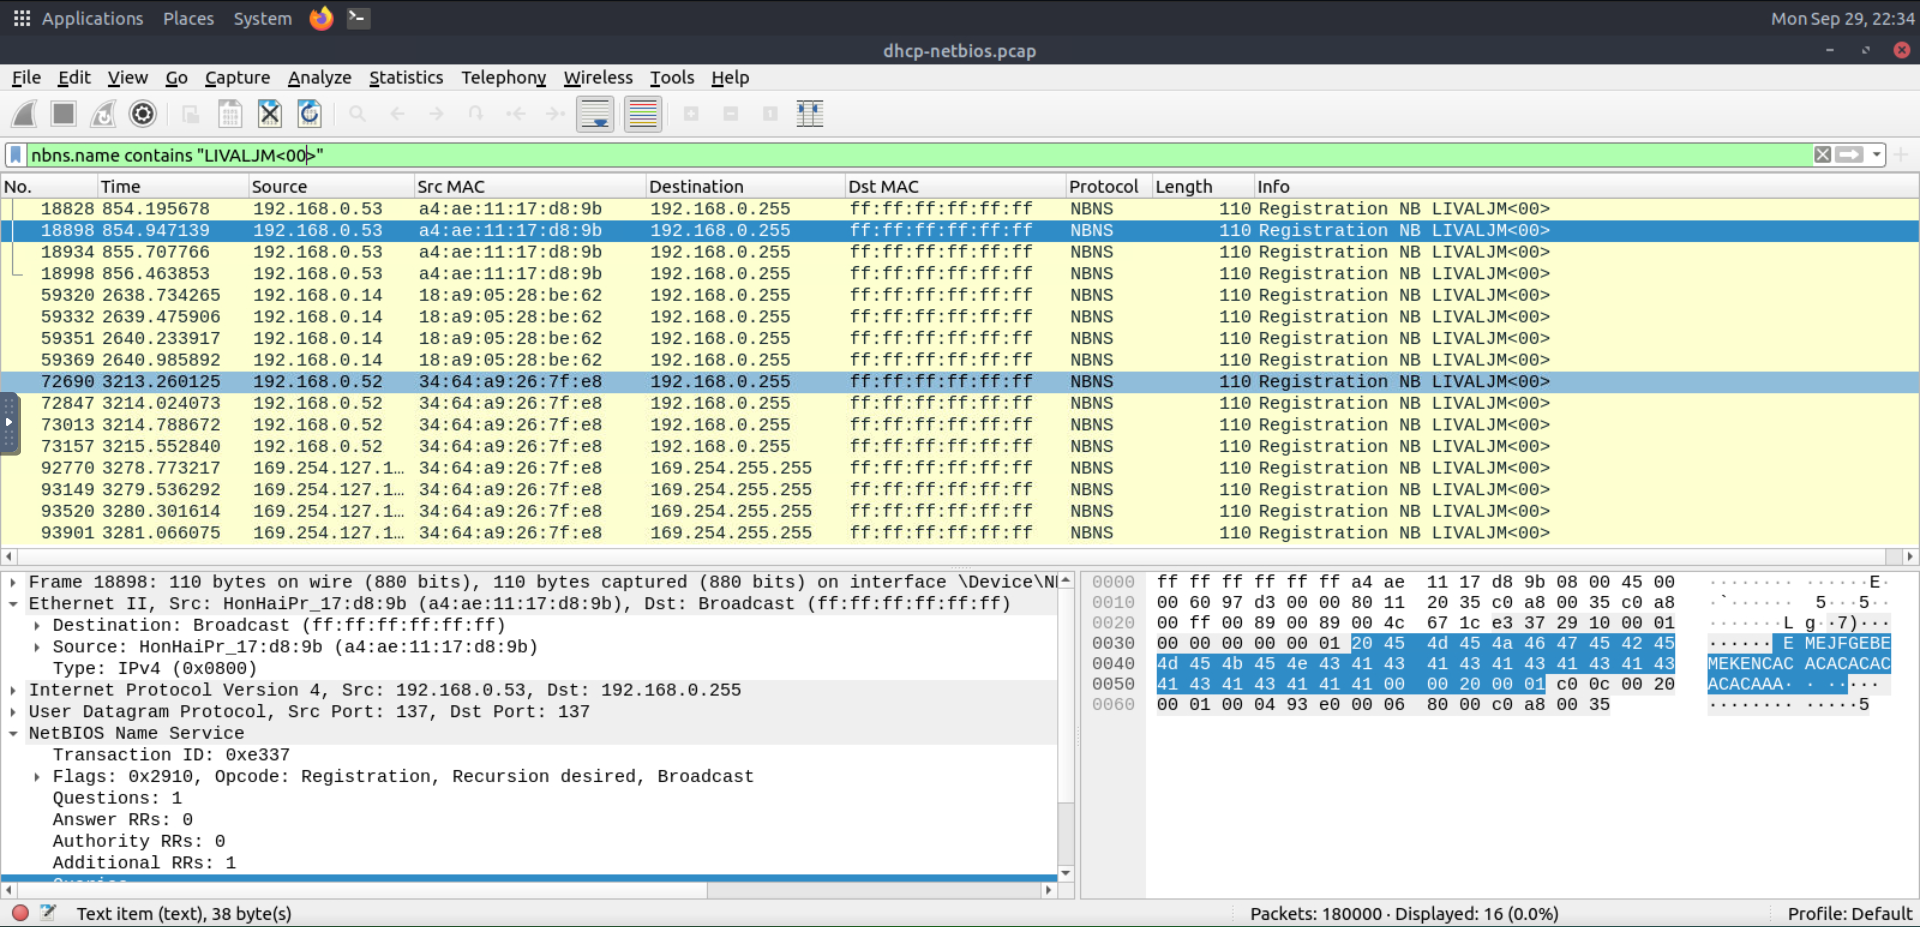 Applications Places System Mon Sep 29, 22:34
dhcp-netbios.pcap
File Edit View Go Capture Analyze Statistics Telephony Wireless Tools Help
nbns.name contains "LIVALJM<00>"
No. Time Source Src MAC Destination Dst MAC Protocol Length Info
18828 854.195678 192.168.0.53 a4:ae:11:17:d8:9b 192.168.0.255 ff:ff:ff:ff:ff:ff NBNS 110 Registration NB LIVALJM<00>
18898 854.947139 192.168.0.53 a4:ae:11:17:d8:9b 192.168.0.255 ff:ff:ff:ff:ff:ff NBNS 110 Registration NB LIVALJM<00>
18934 855.707766 192.168.0.53 a4:ae:11:17:d8:9b 192.168.0.255 ff:ff:ff:ff:ff:ff NBNS 110 Registration NB LIVALJM<00>
18998 856.463853 192.168.0.53 a4:ae:11:17:d8:9b 192.168.0.255 ff:ff:ff:ff:ff:ff NBNS 110 Registration NB LIVALJM<00>
59320 2638.734265 192.168.0.14 18:a9:05:28:be:62 192.168.0.255 ff:ff:ff:ff:ff:ff NBNS 110 Registration NB LIVALJM<00>
59332 2639.475906 192.168.0.14 18:a9:05:28:be:62 192.168.0.255 ff:ff:ff:ff:ff:ff NBNS 110 Registration NB LIVALJM<00>
59351 2640.233917 192.168.0.14 18:a9:05:28:be:62 192.168.0.255 ff:ff:ff:ff:ff:ff NBNS 110 Registration NB LIVALJM<00>
59369 2640.985892 192.168.0.14 18:a9:05:28:be:62 192.168.0.255 ff:ff:ff:ff:ff:ff NBNS 110 Registration NB LIVALJM<00>
72690 3213.260125 192.168.0.52 34:64:a9:26:7f:e8 192.168.0.255 ff:ff:ff:ff:ff:ff NBNS 110 Registration NB LIVALJM<00>
72847 3214.024073 192.168.0.52 34:64:a9:26:7f:e8 192.168.0.255 ff:ff:ff:ff:ff:ff NBNS 110 Registration NB LIVALJM<00>
73013 3214.788672 192.168.0.52 34:64:a9:26:7f:e8 192.168.0.255 ff:ff:ff:ff:ff:ff NBNS 110 Registration NB LIVALJM<00>
73157 3215.552840 192.168.0.52 34:64:a9:26:7f:e8 192.168.0.255 ff:ff:ff:ff:ff:ff NBNS 110 Registration NB LIVALJM<00>
92770 3278.773217 169.254.127.1… 34:64:a9:26:7f:e8 169.254.255.255 ff:ff:ff:ff:ff:ff NBNS 110 Registration NB LIVALJM<00>
93149 3279.536292 169.254.127.1… 34:64:a9:26:7f:e8 169.254.255.255 ff:ff:ff:ff:ff:ff NBNS 110 Registration NB LIVALJM<00>
93520 3280.301614 169.254.127.1… 34:64:a9:26:7f:e8 169.254.255.255 ff:ff:ff:ff:ff:ff NBNS 110 Registration NB LIVALJM<00>
93901 3281.066075 169.254.127.1… 34:64:a9:26:7f:e8 169.254.255.255 ff:ff:ff:ff:ff:ff NBNS 110 Registration NB LIVALJM<00>
Frame 18898: 110 bytes on wire (880 bits), 110 bytes captured (880 bits) on interface \Device\N
Ethernet II, Src: HonHaiPr_17:d8:9b (a4:ae:11:17:d8:9b), Dst: Broadcast (ff:ff:ff:ff:ff:ff)
Destination: Broadcast (ff:ff:ff:ff:ff:ff)
Source: HonHaiPr_17:d8:9b (a4:ae:11:17:d8:9b)
Type: IPv4 (0x0800)
Internet Protocol Version 4, Src: 192.168.0.53, Dst: 192.168.0.255
User Datagram Protocol, Src Port: 137, Dst Port: 137
NetBIOS Name Service
Transaction ID: 0xe337
Flags: 0x2910, Opcode: Registration, Recursion desired, Broadcast
Questions: 1
Answer RRs: 0
Authority RRs: 0
Additional RRs: 1
0000 ff ff ff ff ff ff a4 ae 11 17 d8 9b 08 00 45 00 ········ ······E·
0010 00 60 97 d3 00 00 80 11 20 35 c0 a8 00 35 c0 a8 ·`······ 5···5··
0020 00 ff 00 89 00 89 00 4c 67 1c e3 37 29 10 00 01 ·······L g··7)···
0030 00 00 00 00 00 01 20 45 4d 45 4a 46 47 45 42 45 ······ E MEJFGEBE
0040 4d 45 4b 45 4e 43 41 43 41 43 41 43 41 43 41 43 MEKENCAC ACACACAC
0050 41 43 41 43 41 41 41 00 00 20 00 01 c0 0c 00 20 ACACAAA· · ·····
0060 00 01 00 04 93 e0 00 06 80 00 c0 a8 00 35 ········ ·····5
Text item (text), 38 byte(s) Packets: 180000 · Displayed: 16 (0.0%) Profile: Default